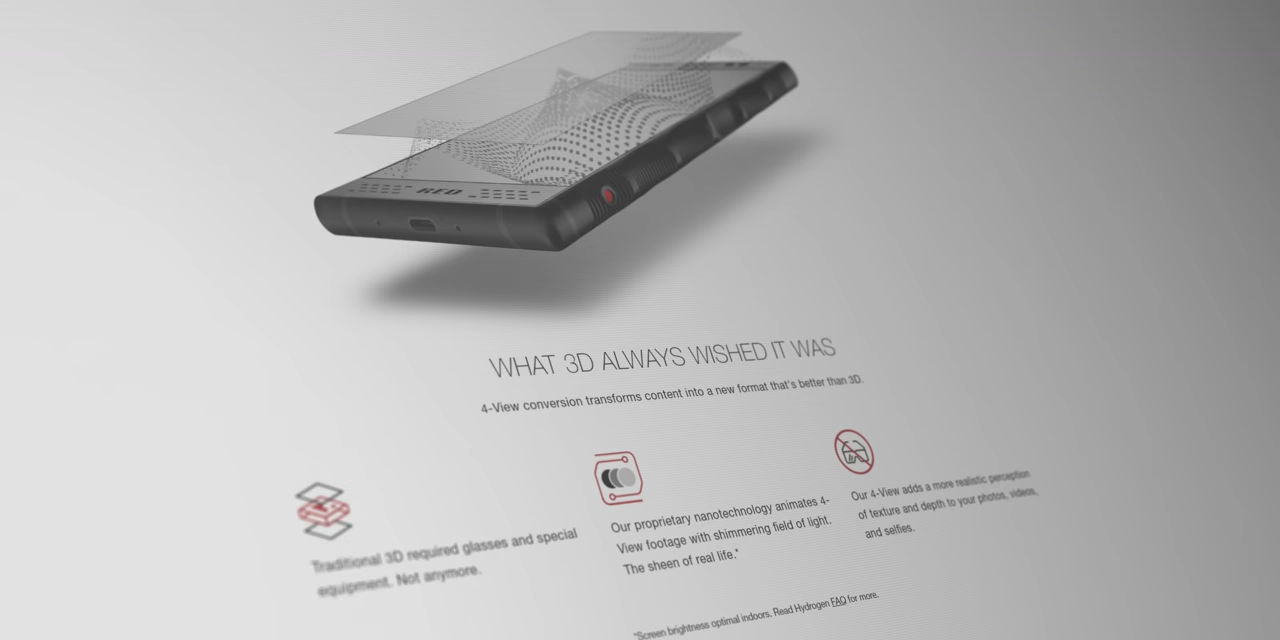 RED
WHAT 3D ALWAYS WISHED IT WAS
4-View conversion transforms content into a new format that's better than 3D.
Traditional 3D required glasses and special
equipment. Not anymore.
Our proprietary nanotechnology animates 4-
View footage with shimmering field of light.
The sheen of real life.*
Our 4-View adds a more realistic perception
of texture and depth to your photos, videos,
and selfies.
*Screen brightness optimal indoors. Read Hydrogen FAQ for more.